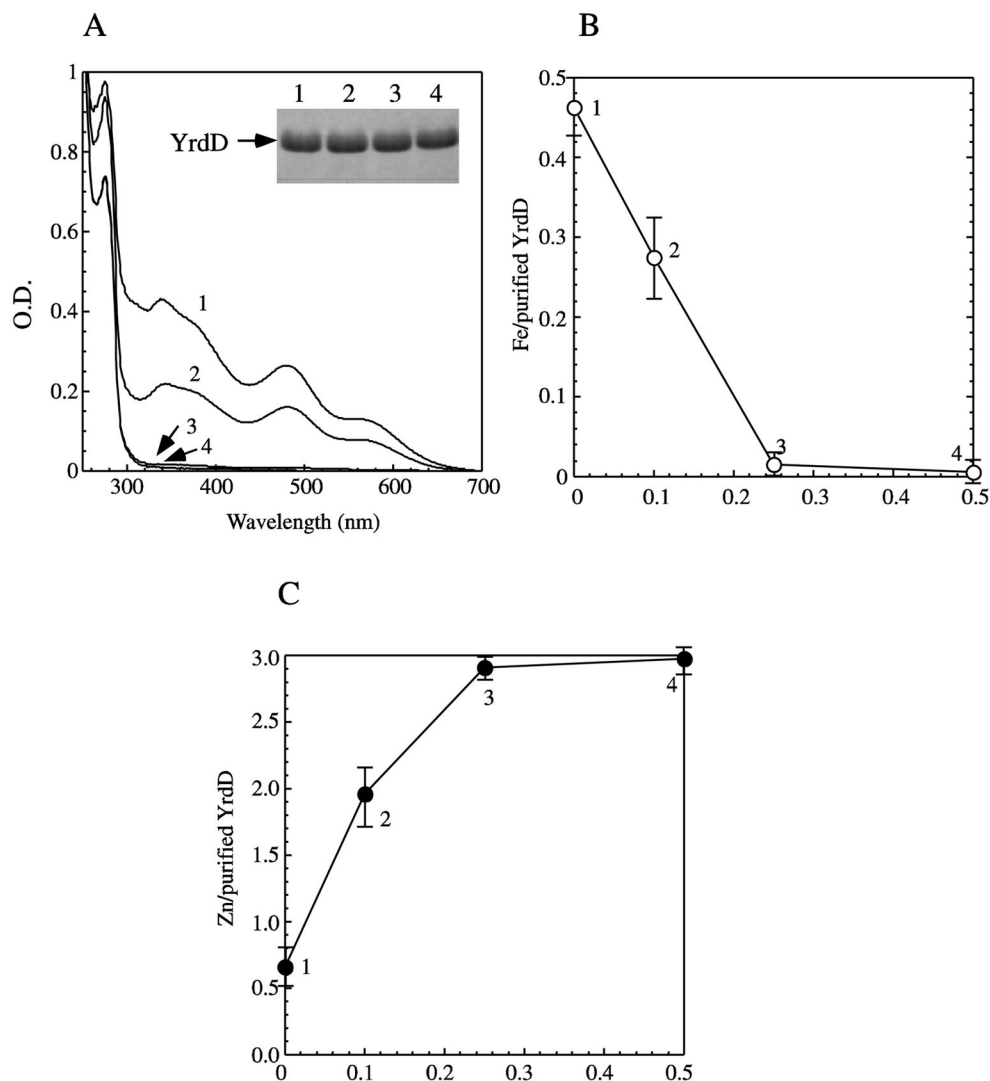 A
1
0.8
0.6
0.4
0.2
0
O.D.
300 400 500 600 700
Wavelength (nm)
YrdD
1 2 3 4
1
2
3
4
B
0.5
0.4
0.3
0.2
0.1
0
Fe/purified YrdD
0 0.1 0.2 0.3 0.4 0.5
1
2
3
4
C
3.0
2.5
2.0
1.5
1.0
0.5
0.0
Zn/purified YrdD
0 0.1 0.2 0.3 0.4 0.5
1
2
3
4